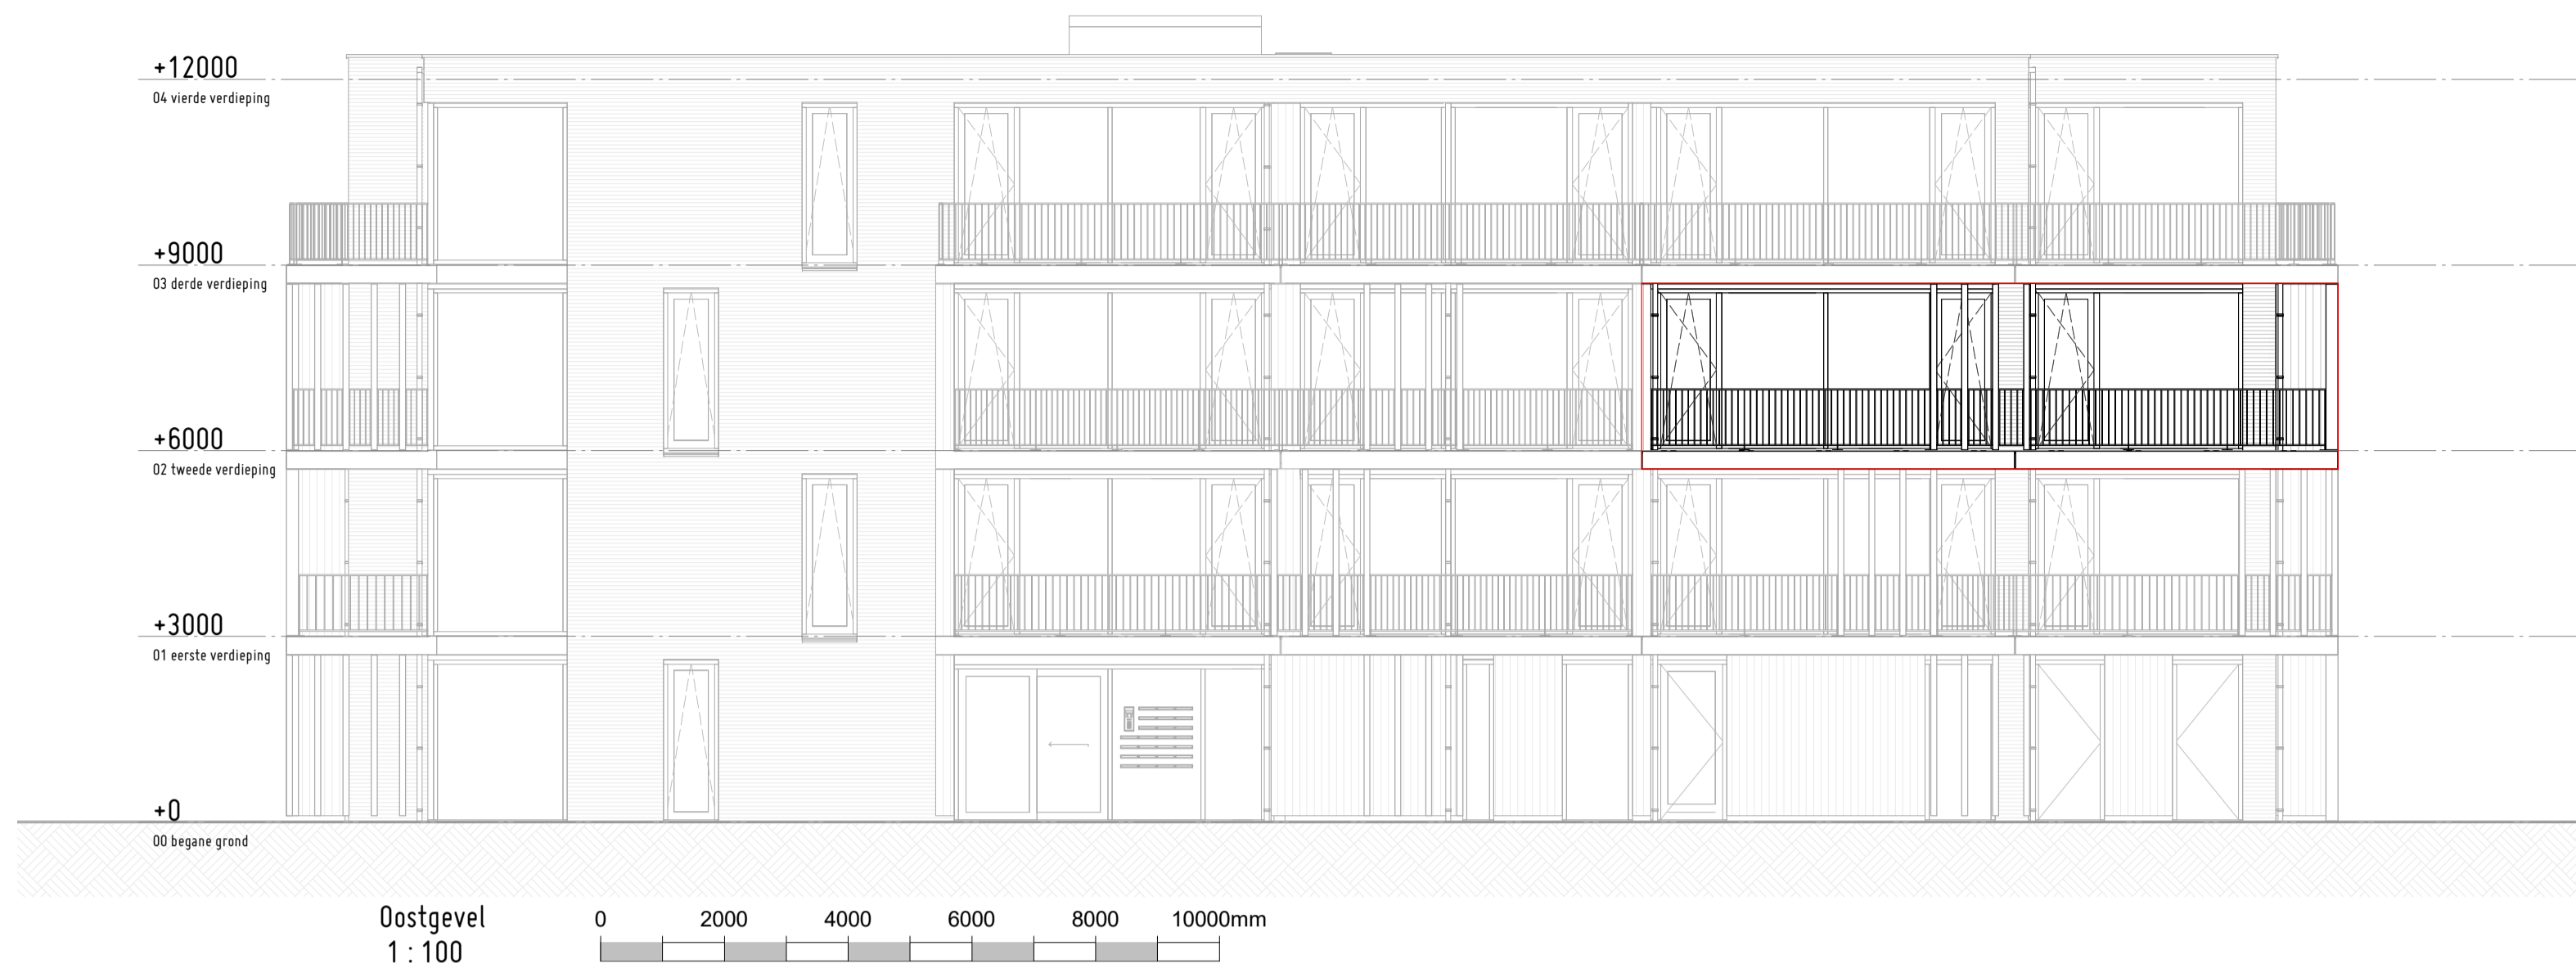 +12000
04 vierde verdieping
+9000
03 derde verdieping
+6000
02 tweede verdieping
+3000
01 eerste verdieping
+0
00 begane grond
Oostgevel
1 : 100
0 2000 4000 6000 8000 10000mm